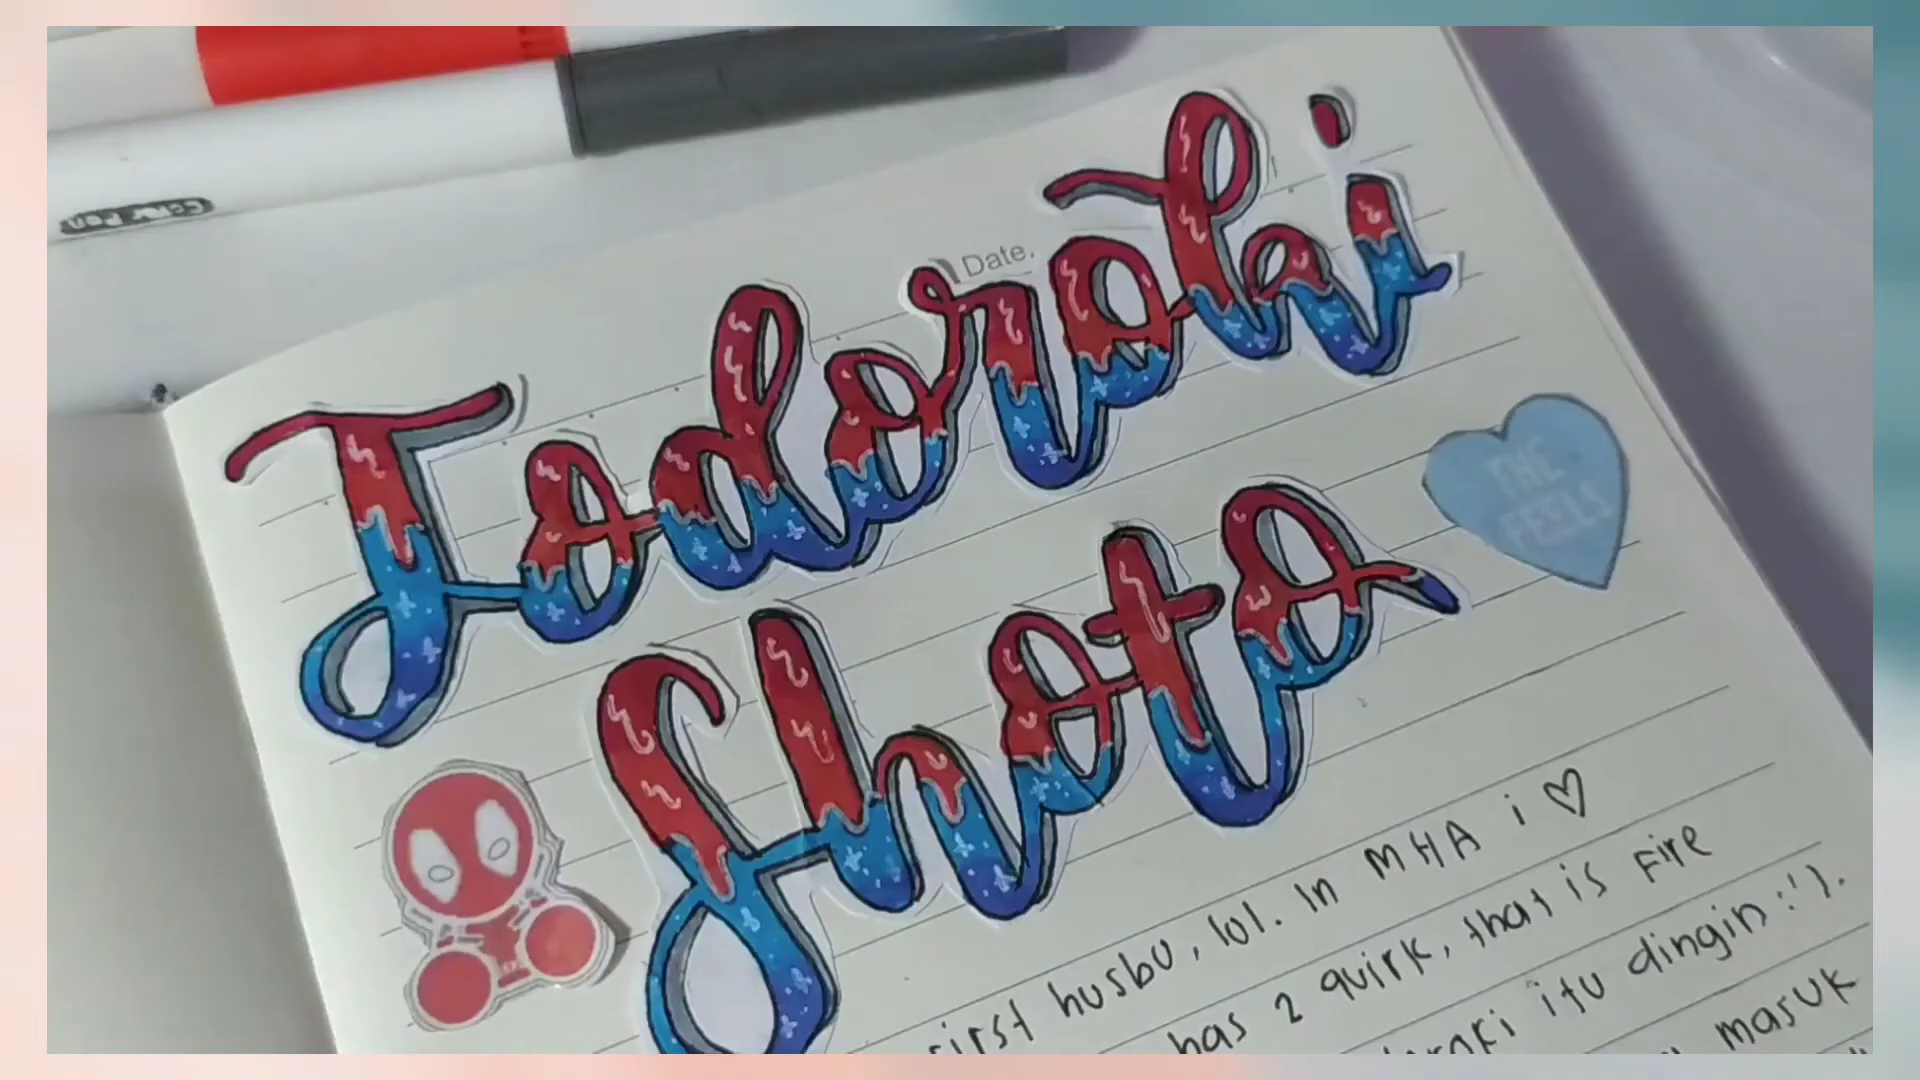 Date.
Todoroki
Shoto
THE
FEELS
first husbu, lol. In MHA i ♡
has 2 quirk, that is Fire
itu dingin :').
masuk